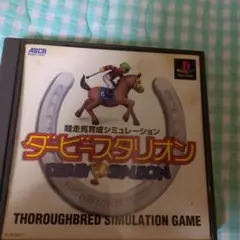 ASCII
競走馬育成シミュレーション
ダービースタリオン
DERBY STALLION
THOROUGHBRED SIMULATION GAME